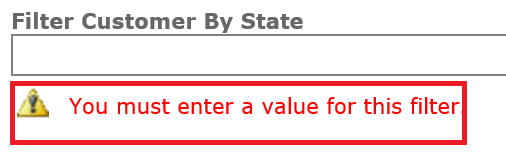 Filter Customer By State
You must enter a value for this filter.